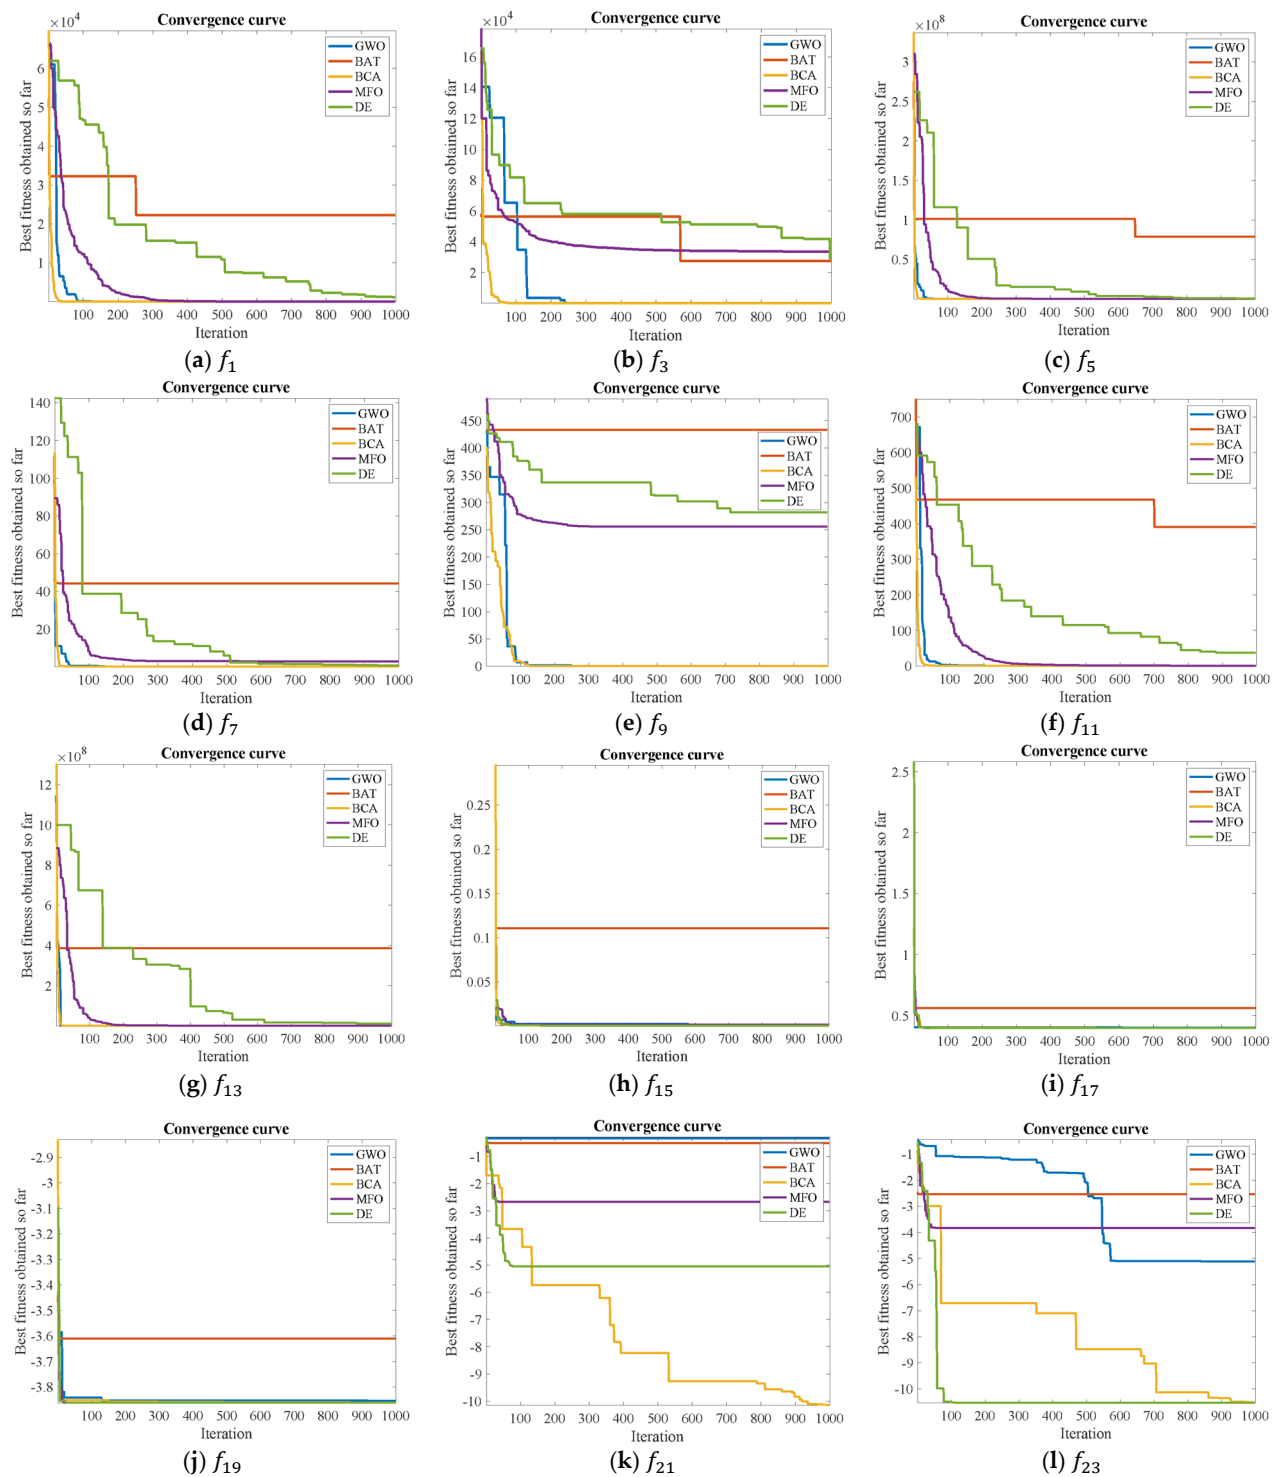 ×10⁴
Convergence curve
Best fitness obtained so far
6
5
4
3
2
1
GWO
BAT
BCA
MFO
DE
100 200 300 400 500 600 700 800 900 1000
Iteration
(a) f₁
×10⁴
Convergence curve
Best fitness obtained so far
16
14
12
10
8
6
4
2
GWO
BAT
BCA
MFO
DE
100 200 300 400 500 600 700 800 900 1000
Iteration
(b) f₃
×10⁸
Convergence curve
Best fitness obtained so far
3
2.5
2
1.5
1
0.5
GWO
BAT
BCA
MFO
DE
100 200 300 400 500 600 700 800 900 1000
Iteration
(c) f₅
Convergence curve
Best fitness obtained so far
140
120
100
80
60
40
20
GWO
BAT
BCA
MFO
DE
100 200 300 400 500 600 700 800 900 1000
Iteration
(d) f₇
Convergence curve
Best fitness obtained so far
450
400
350
300
250
200
150
100
50
0
GWO
BAT
BCA
MFO
DE
100 200 300 400 500 600 700 800 900 1000
Iteration
(e) f₉
Convergence curve
Best fitness obtained so far
700
600
500
400
300
200
100
0
GWO
BAT
BCA
MFO
DE
100 200 300 400 500 600 700 800 900 1000
Iteration
(f) f₁₁
×10⁸
Convergence curve
Best fitness obtained so far
12
10
8
6
4
2
GWO
BAT
BCA
MFO
DE
100 200 300 400 500 600 700 800 900 1000
Iteration
(g) f₁₃
Convergence curve
Best fitness obtained so far
0.25
0.2
0.15
0.1
0.05
GWO
BAT
BCA
MFO
DE
100 200 300 400 500 600 700 800 900 1000
Iteration
(h) f₁₅
Convergence curve
Best fitness obtained so far
2.5
2
1.5
1
0.5
GWO
BAT
BCA
MFO
DE
100 200 300 400 500 600 700 800 900 1000
Iteration
(i) f₁₇
Convergence curve
Best fitness obtained so far
-2.9
-3
-3.1
-3.2
-3.3
-3.4
-3.5
-3.6
-3.7
-3.8
GWO
BAT
BCA
MFO
DE
100 200 300 400 500 600 700 800 900 1000
Iteration
(j) f₁₉
Convergence curve
Best fitness obtained so far
-1
-2
-3
-4
-5
-6
-7
-8
-9
-10
GWO
BAT
BCA
MFO
DE
100 200 300 400 500 600 700 800 900 1000
Iteration
(k) f₂₁
Convergence curve
Best fitness obtained so far
-1
-2
-3
-4
-5
-6
-7
-8
-9
-10
GWO
BAT
BCA
MFO
DE
100 200 300 400 500 600 700 800 900 1000
Iteration
(l) f₂₃